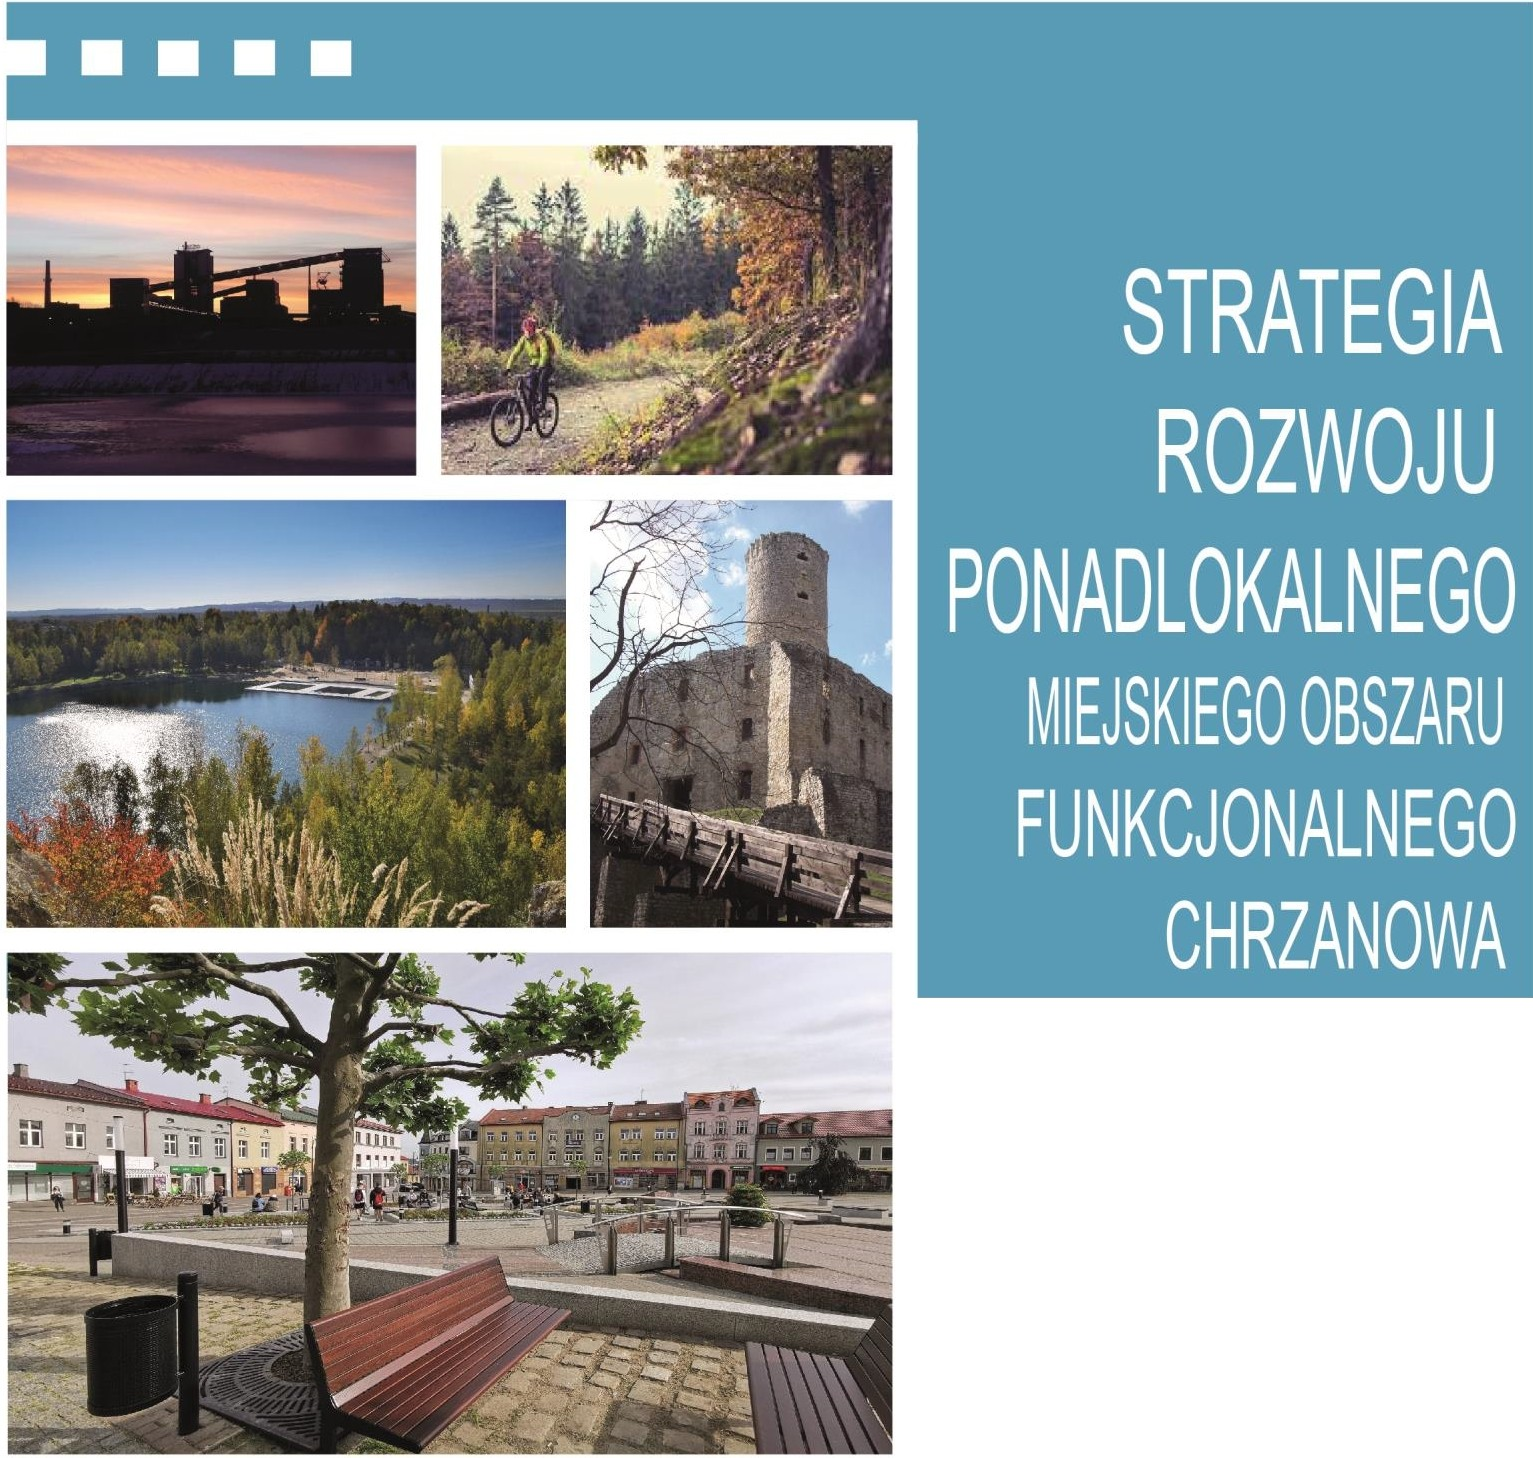 STRATEGIA
ROZWOJU
PONADLOKALNEGO
MIEJSKIEGO OBSZARU
FUNKCJONALNEGO
CHRZANOWA